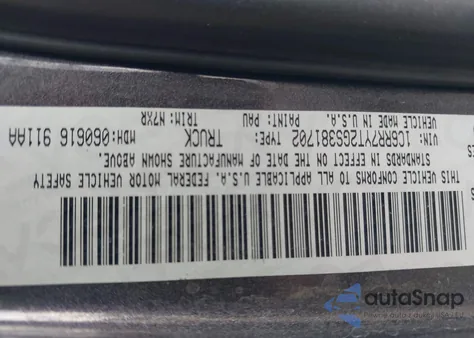 THIS VEHICLE CONFORMS TO ALL APPLICABLE U.S.A. FEDERAL MOTOR VEHICLE SAFETY
STANDARDS IN EFFECT ON THE DATE OF MANUFACTURE SHOWN ABOVE.
VIN: 1C6RR7YT2GS381702 TYPE: TRUCK MDH: 060616 911AA
VEHICLE MADE IN U.S.A. PAINT: PAU TRIM: N7XR
autoSnap